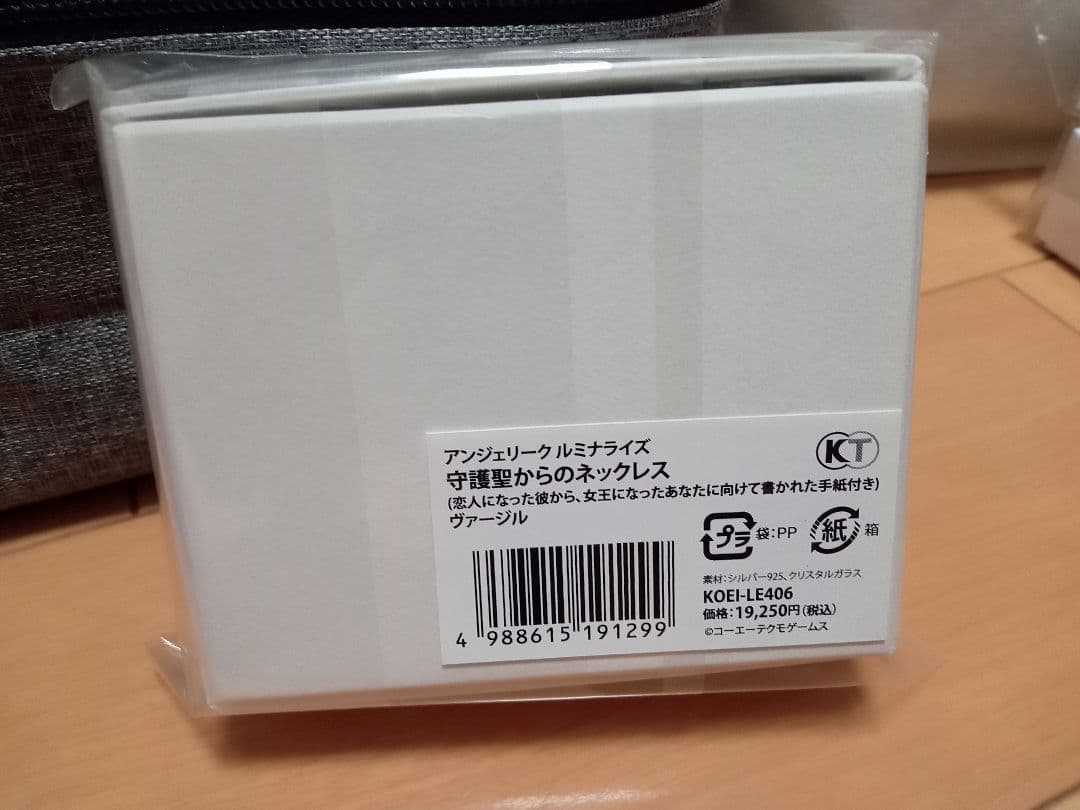 アンジェリーク ルミナライズ
守護聖からのネックレス
(恋人になった彼から、女王になったあなたに向けて書かれた手紙付き)
ヴァージル
KT
プラ 袋:PP 紙 箱
素材:シルバー925、クリスタルガラス
KOEI-LE406
価格:19,250円(税込)
©コーエーテクモゲームス
4 988615 191299